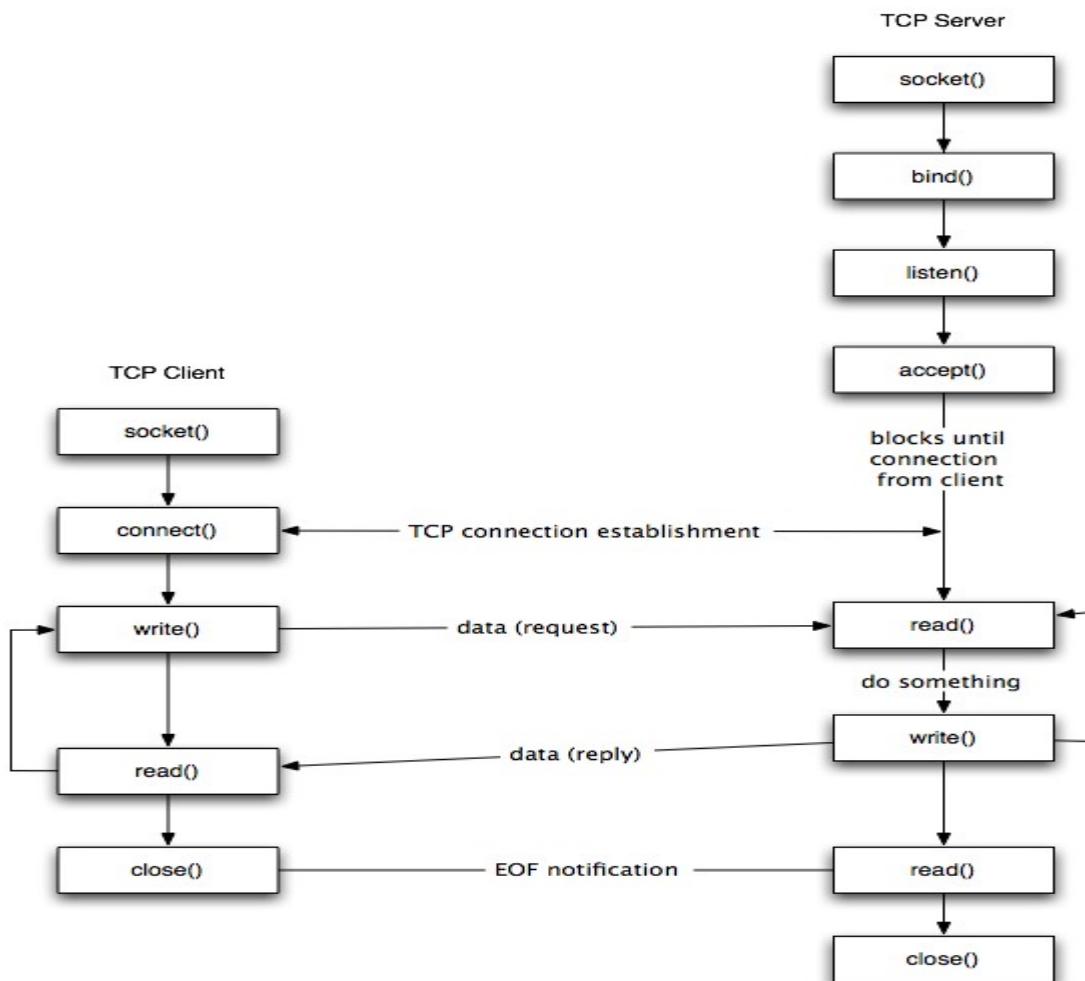 TCP Server
socket()
bind()
listen()
accept()
TCP Client
blocks until
connection
from client
socket()
connect()
TCP connection establishment
write()
data (request)
read()
do something
write()
data (reply)
read()
close()
EOF notification
read()
close()